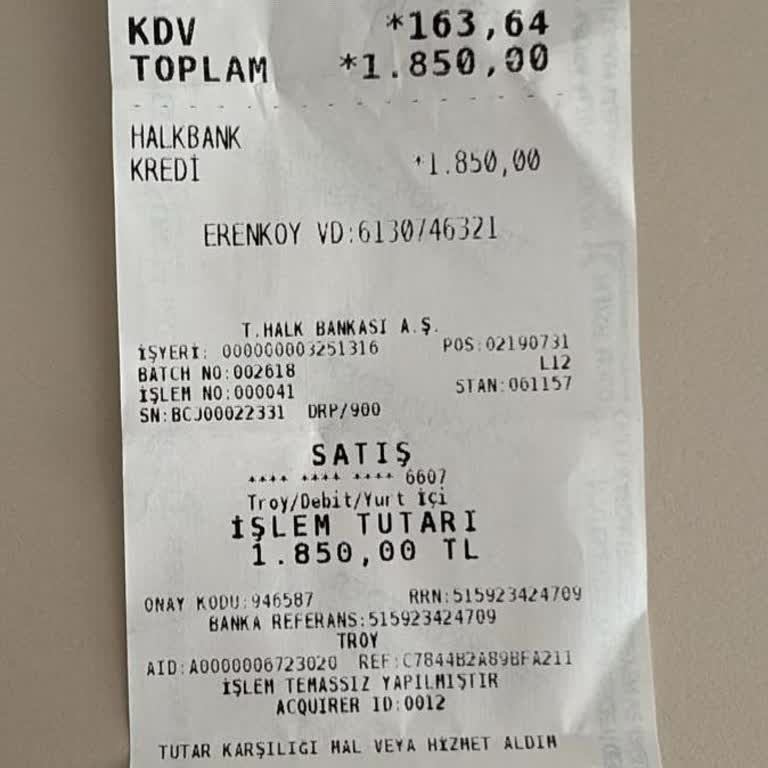 KDV *163,64
TOPLAM *1.850,00
HALKBANK
KREDİ *1.850,00
ERENKOY VD:6130746321
T.HALK BANKASI A.Ş.
İŞYERİ: 000000003251316 POS:02190731
BATCH NO:002618 L12
İŞLEM NO:000041 STAN:061157
SN:BCJ00022331 DRP/900
SATIŞ
**** **** **** 6607
Troy/Debit/Yurt İçi
İŞLEM TUTARI
1.850,00 TL
ONAY KODU:946587 RRN:515923424709
BANKA REFERANS:515923424709
TROY
AID:A0000006723020 REF:C7844B2A89BFA211
İŞLEM TEMASSIZ YAPILMIŞTIR
ACQUIRER ID:0012
TUTAR KARŞILIĞI MAL VEYA HİZMET ALDIM